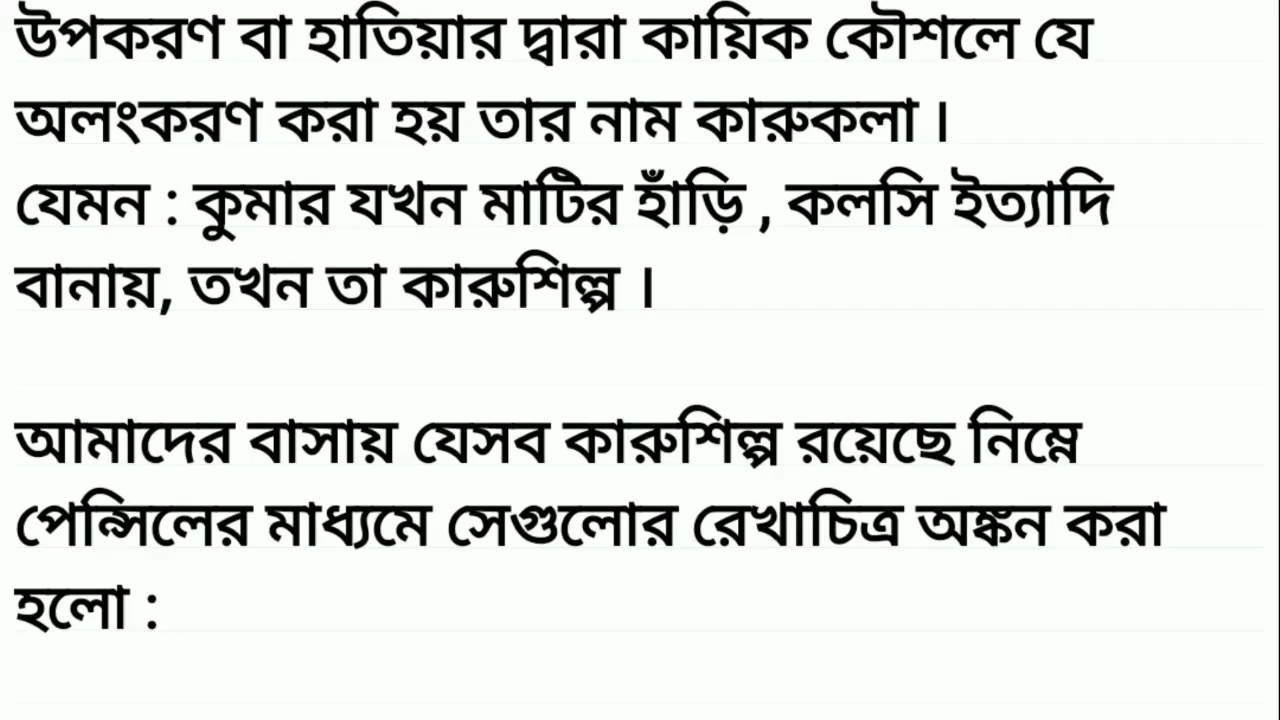 উপকরণ বা হাতিয়ার দ্বারা কায়িক কৌশলে যে
অলংকরণ করা হয় তার নাম কারুকলা ।
যেমন : কুমার যখন মাটির হাঁড়ি , কলসি ইত্যাদি
বানায়, তখন তা কারুশিল্প ।
আমাদের বাসায় যেসব কারুশিল্প রয়েছে নিম্নে
পেন্সিলের মাধ্যমে সেগুলোর রেখাচিত্র অঙ্কন করা
হলো :